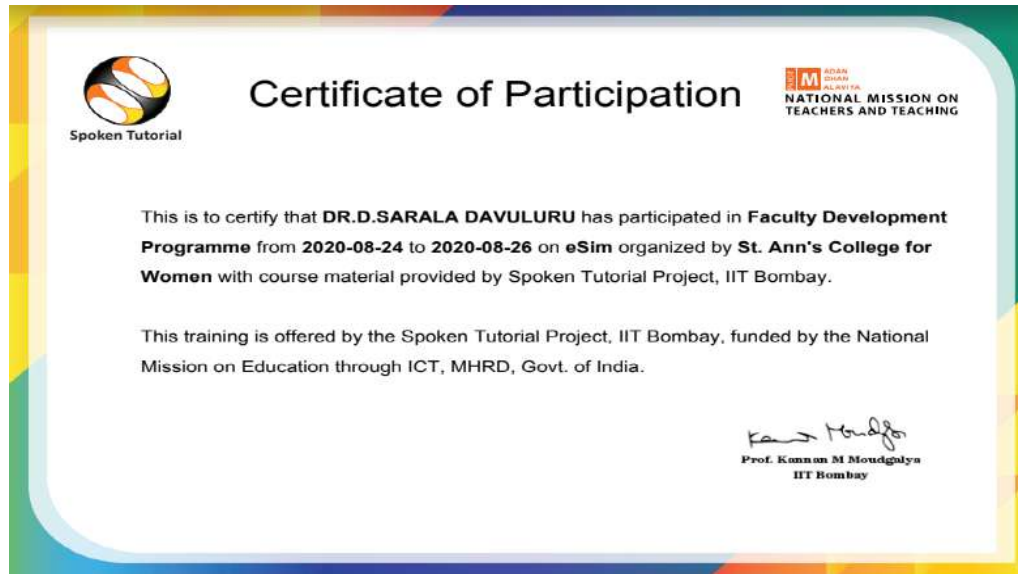 Certificate of Participation
Spoken Tutorial
M
ADAN
OHAN
ALAVIYA
NATIONAL MISSION ON
TEACHERS AND TEACHING
This is to certify that DR.D.SARALA DAVULURU has participated in Faculty Development
Programme from 2020-08-24 to 2020-08-26 on eSim organized by St. Ann's College for
Women with course material provided by Spoken Tutorial Project, IIT Bombay.
This training is offered by the Spoken Tutorial Project, IIT Bombay, funded by the National
Mission on Education through ICT, MHRD, Govt. of India.
Prof. Kannan M Moudgalya
IIT Bombay